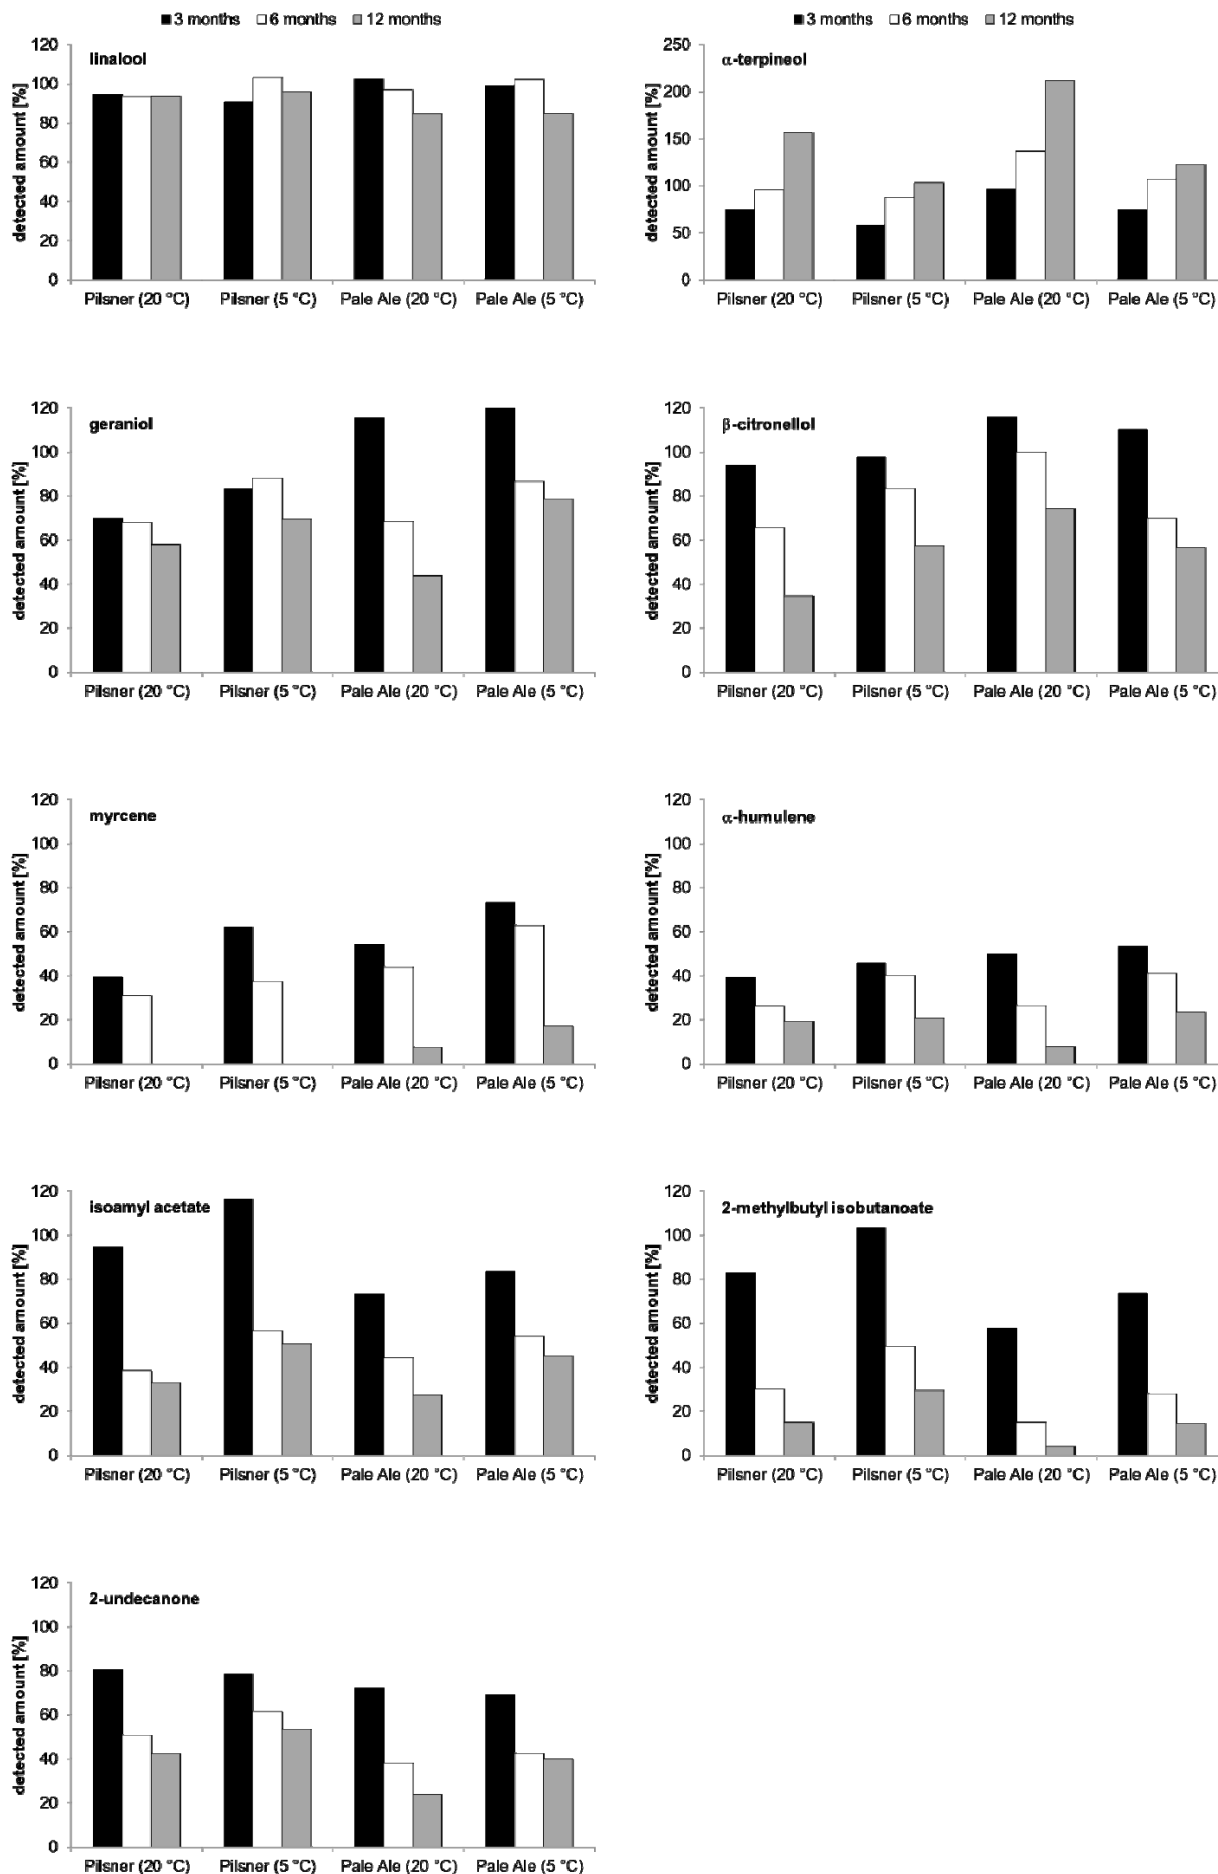 3 months 6 months 12 months
3 months 6 months 12 months
linalool
detected amount [%]
120
100
80
60
40
20
0
Pilsner (20 °C) Pilsner (5 °C) Pale Ale (20 °C) Pale Ale (5 °C)
α-terpineol
detected amount [%]
250
200
150
100
50
0
Pilsner (20 °C) Pilsner (5 °C) Pale Ale (20 °C) Pale Ale (5 °C)
geraniol
detected amount [%]
120
100
80
60
40
20
0
Pilsner (20 °C) Pilsner (5 °C) Pale Ale (20 °C) Pale Ale (5 °C)
β-citronellol
detected amount [%]
120
100
80
60
40
20
0
Pilsner (20 °C) Pilsner (5 °C) Pale Ale (20 °C) Pale Ale (5 °C)
myrcene
detected amount [%]
120
100
80
60
40
20
0
Pilsner (20 °C) Pilsner (5 °C) Pale Ale (20 °C) Pale Ale (5 °C)
α-humulene
detected amount [%]
120
100
80
60
40
20
0
Pilsner (20 °C) Pilsner (5 °C) Pale Ale (20 °C) Pale Ale (5 °C)
isoamyl acetate
detected amount [%]
120
100
80
60
40
20
0
Pilsner (20 °C) Pilsner (5 °C) Pale Ale (20 °C) Pale Ale (5 °C)
2-methylbutyl isobutanoate
detected amount [%]
120
100
80
60
40
20
0
Pilsner (20 °C) Pilsner (5 °C) Pale Ale (20 °C) Pale Ale (5 °C)
2-undecanone
detected amount [%]
120
100
80
60
40
20
0
Pilsner (20 °C) Pilsner (5 °C) Pale Ale (20 °C) Pale Ale (5 °C)